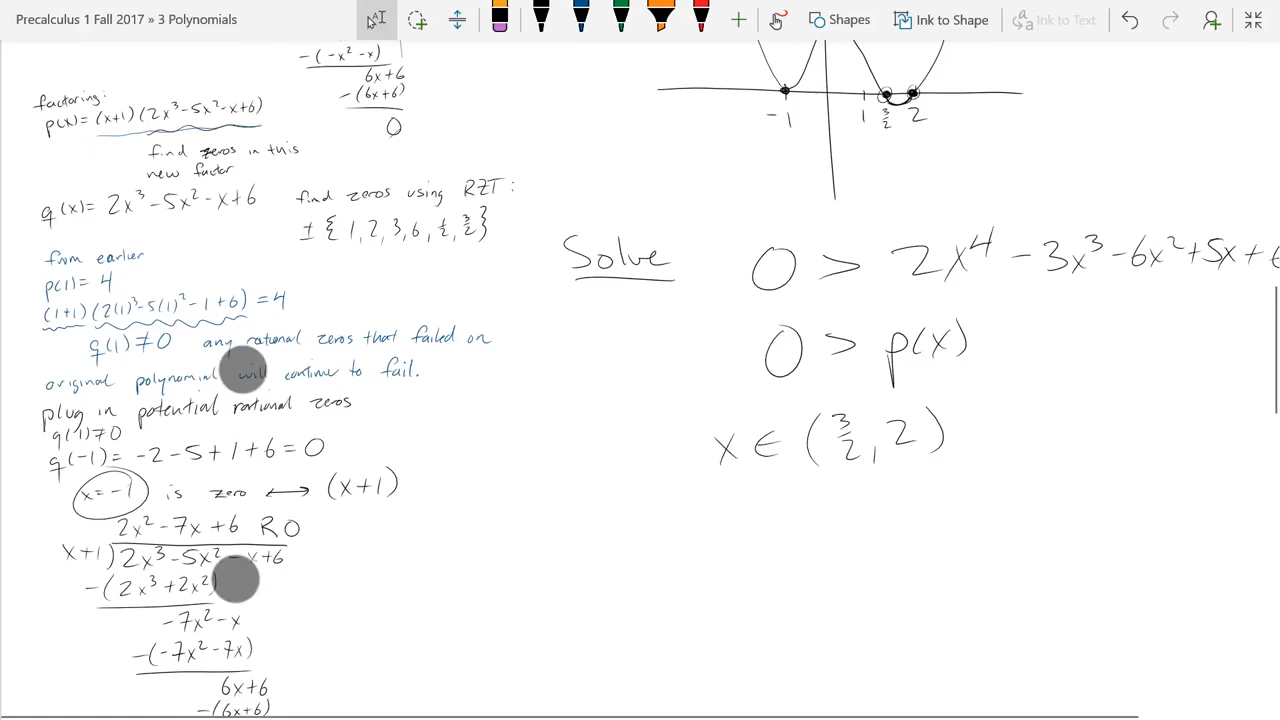 Precalculus 1 Fall 2017 » 3 Polynomials
Shapes
Ink to Shape
Ink to Text
-(-x²-x)
6x+6
-(6x+6)
0
factoring:
p(x)= (x+1)(2x³-5x²-x+6)
find zeros in this
new factor
q(x)= 2x³-5x²-x+6
find zeros using RZT:
± { 1, 2, 3, 6, 1/2, 3/2 }
from earlier
p(1)= 4
(1+1)(2(1)³-5(1)²-1+6) = 4
q(1) ≠ 0 any rational zeros that failed on
original polynomial will continue to fail.
plug in potential rational zeros
q(1)≠0
q(-1)= -2-5+1+6=0
x=-1 is zero ⟷ (x+1)
2x²-7x+6 R0
x+1)2x³-5x²-x+6
-(2x³+2x²)
-7x²-x
-(-7x²-7x)
6x+6
-(6x+6)
-1 1 3/2 2
Solve 0 > 2x⁴-3x³-6x²+5x+6
0 > p(x)
x ∈ (3/2, 2)